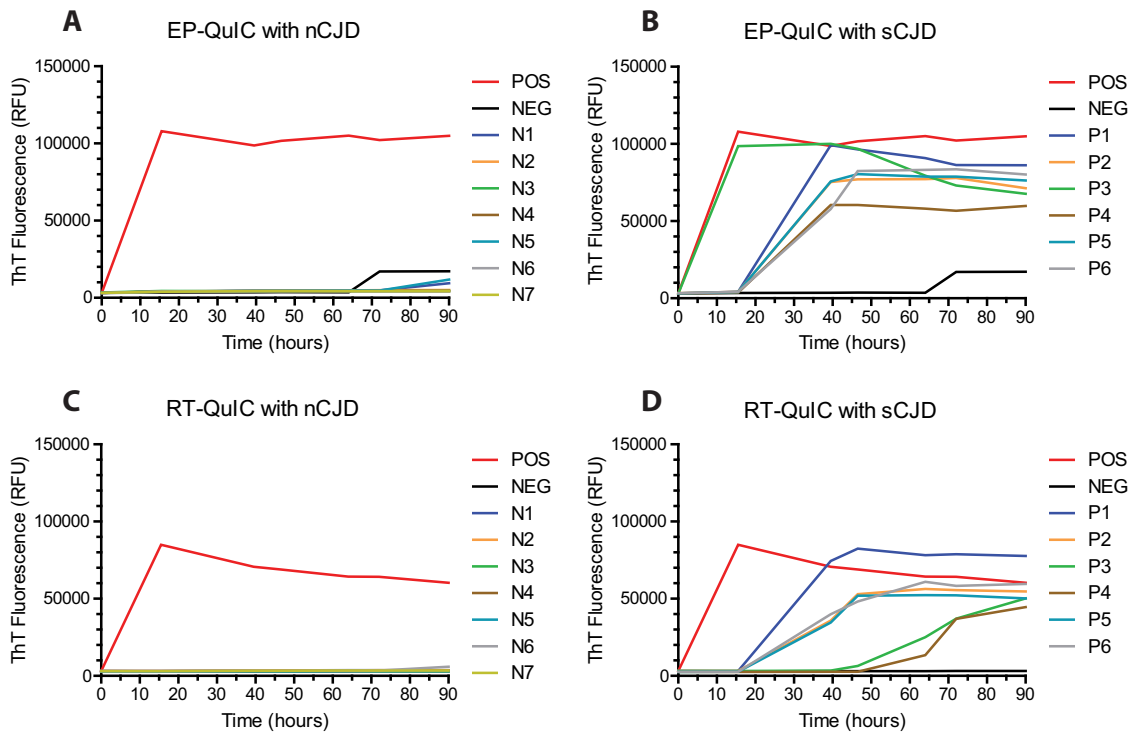 A
EP-QuIC with nCJD
ThT Fluorescence (RFU)
150000
100000
50000
0
0 10 20 30 40 50 60 70 80 90
Time (hours)
POS
NEG
N1
N2
N3
N4
N5
N6
N7
B
EP-QuIC with sCJD
ThT Fluorescence (RFU)
150000
100000
50000
0
0 10 20 30 40 50 60 70 80 90
Time (hours)
POS
NEG
P1
P2
P3
P4
P5
P6
C
RT-QuIC with nCJD
ThT Fluorescence (RFU)
150000
100000
50000
0
0 10 20 30 40 50 60 70 80 90
Time (hours)
POS
NEG
N1
N2
N3
N4
N5
N6
N7
D
RT-QuIC with sCJD
ThT Fluorescence (RFU)
150000
100000
50000
0
0 10 20 30 40 50 60 70 80 90
Time (hours)
POS
NEG
P1
P2
P3
P4
P5
P6